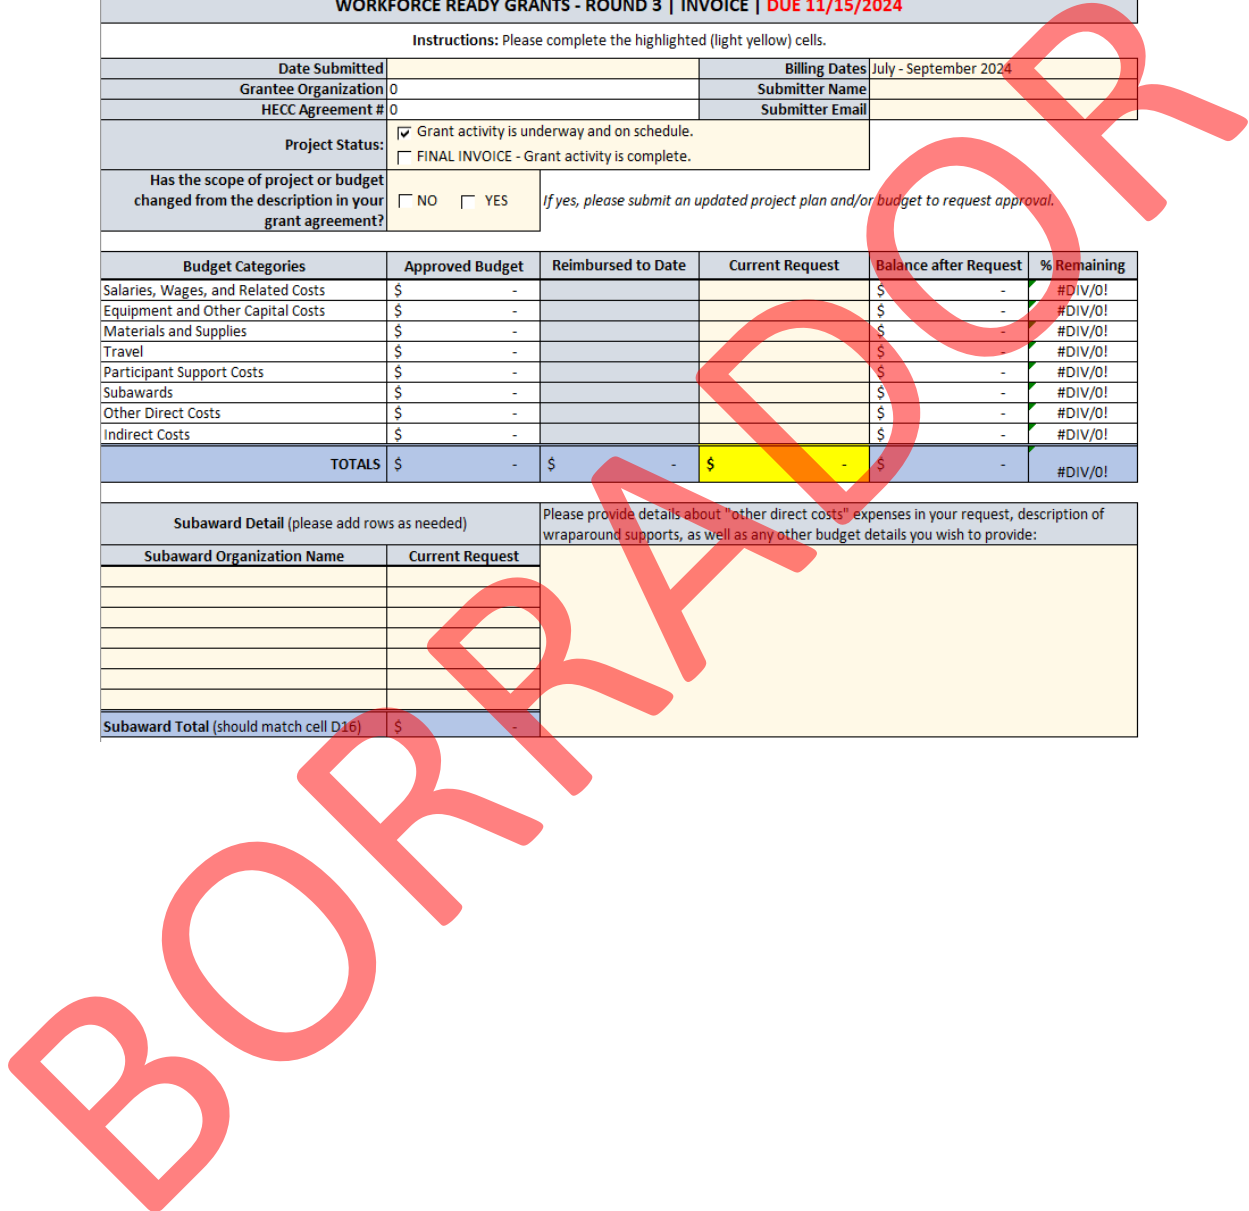 WORKFORCE READY GRANTS - ROUND 3 | INVOICE | DUE 11/15/2024
Instructions: Please complete the highlighted (light yellow) cells.
Date Submitted Billing Dates July - September 2024
Grantee Organization 0 Submitter Name
HECC Agreement # 0 Submitter Email
Project Status: Grant activity is underway and on schedule.
FINAL INVOICE - Grant activity is complete.
Has the scope of project or budget
changed from the description in your
grant agreement?
NO YES If yes, please submit an updated project plan and/or budget to request approval.
Budget Categories Approved Budget Reimbursed to Date Current Request Balance after Request % Remaining
Salaries, Wages, and Related Costs $ - $ - #DIV/0!
Equipment and Other Capital Costs $ - $ - #DIV/0!
Materials and Supplies $ - $ - #DIV/0!
Travel $ - $ - #DIV/0!
Participant Support Costs $ - $ - #DIV/0!
Subawards $ - $ - #DIV/0!
Other Direct Costs $ - $ - #DIV/0!
Indirect Costs $ - $ - #DIV/0!
TOTALS $ - $ - $ - $ - #DIV/0!
Subaward Detail (please add rows as needed)
Please provide details about "other direct costs" expenses in your request, description of
wraparound supports, as well as any other budget details you wish to provide:
Subaward Organization Name Current Request
Subaward Total (should match cell D16) $ -
BORRADOR